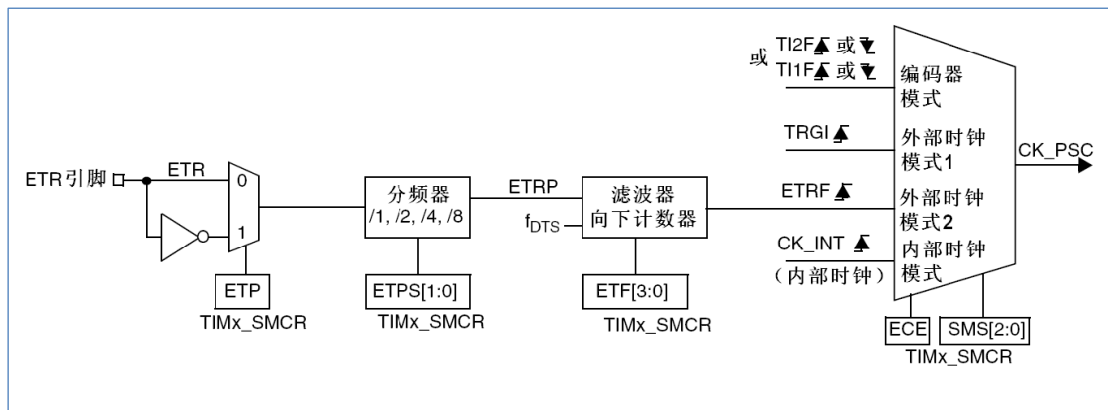 或 TI2F 或
TI1F 或
编码器
模式
TRGI
外部时钟
模式1
CK_PSC
ETR引脚
ETR
0
1
ETP
TIMx_SMCR
分频器
/1, /2, /4, /8
ETPS[1:0]
TIMx_SMCR
ETRP
fDTS
滤波器
向下计数器
ETF[3:0]
TIMx_SMCR
ETRF
外部时钟
模式2
CK_INT
（内部时钟）
内部时钟
模式
ECE
SMS[2:0]
TIMx_SMCR